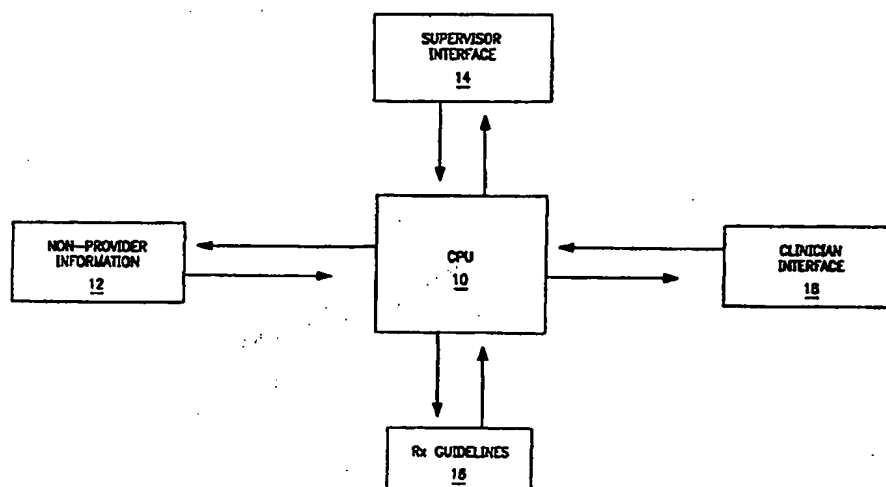 SUPERVISOR
INTERFACE
14
NON-PROVIDER
INFORMATION
12
CPU
10
CLINICIAN
INTERFACE
18
Rx GUIDELINES
16